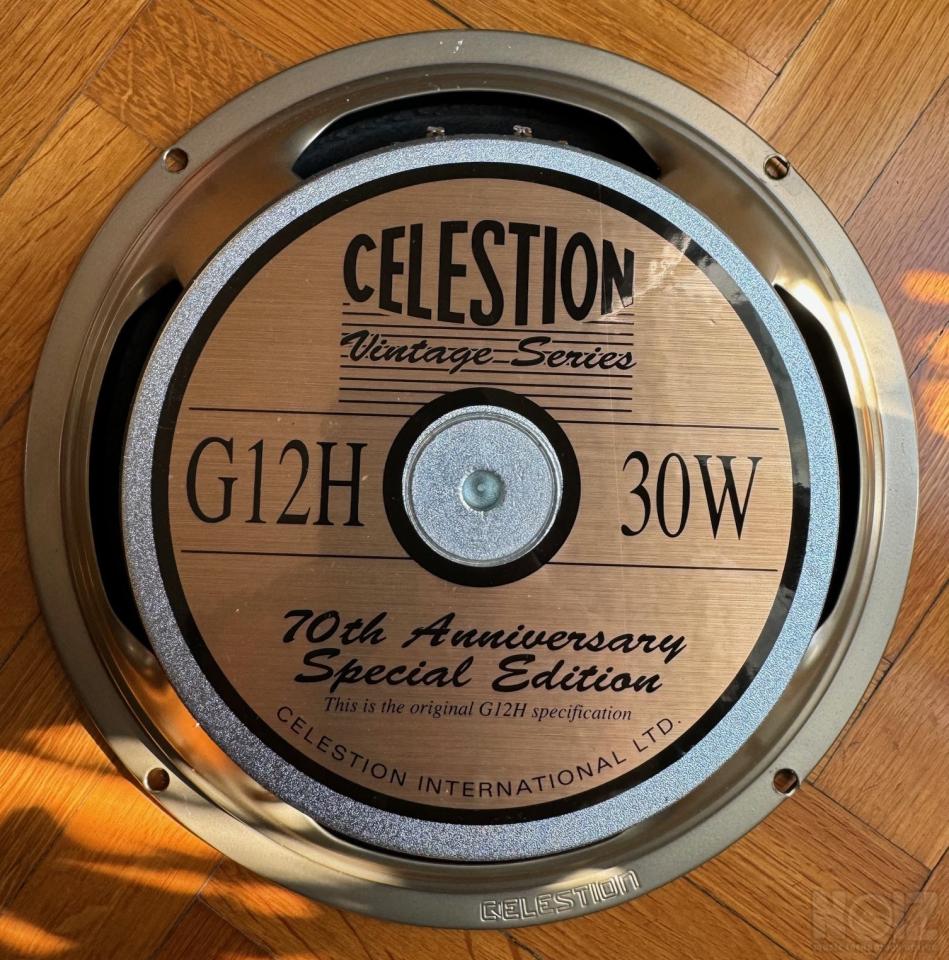 CELESTION
Vintage Series
G12H 30W
70th Anniversary
Special Edition
This is the original G12H specification
CELESTION INTERNATIONAL LTD.
CELESTION
NOIZ